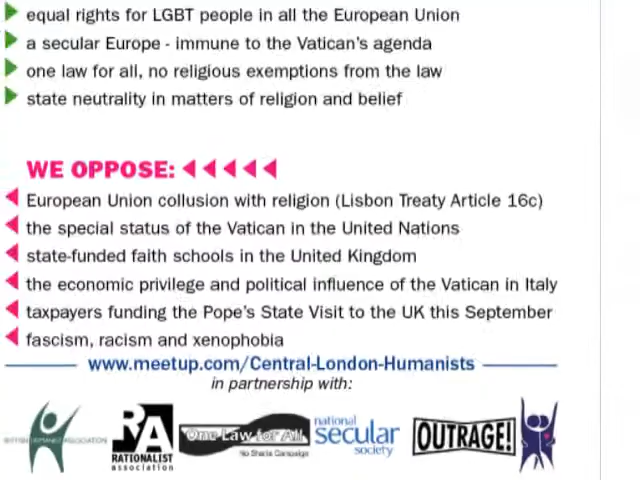 equal rights for LGBT people in all the European Union
a secular Europe - immune to the Vatican's agenda
one law for all, no religious exemptions from the law
state neutrality in matters of religion and belief
WE OPPOSE:
European Union collusion with religion (Lisbon Treaty Article 16c)
the special status of the Vatican in the United Nations
state-funded faith schools in the United Kingdom
the economic privilege and political influence of the Vatican in Italy
taxpayers funding the Pope's State Visit to the UK this September
fascism, racism and xenophobia
www.meetup.com/Central-London-Humanists
in partnership with:
BRITISH HUMANIST ASSOCIATION
RA
RATIONALIST
association
One Law for All
No Sharia Campaign
national
secular
society
OUTRAGE!